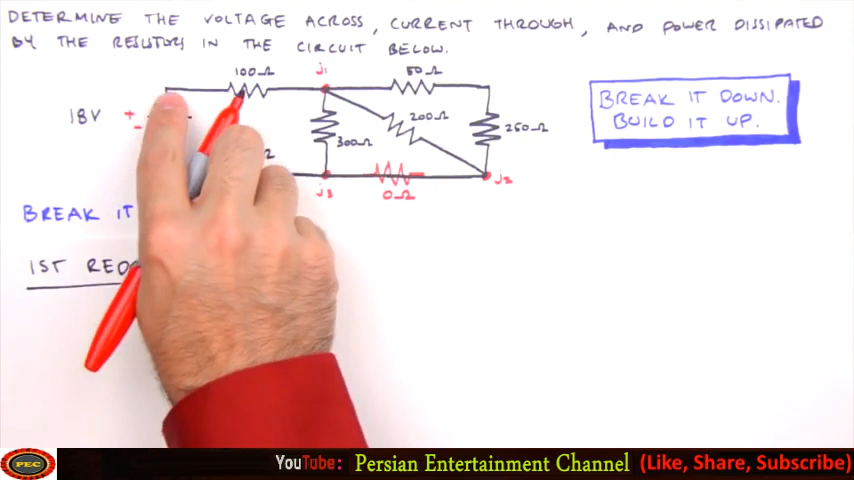 DETERMINE THE VOLTAGE ACROSS, CURRENT THROUGH, AND POWER DISSIPATED
BY THE RESISTORS IN THE CIRCUIT BELOW.
100Ω
j1
50Ω
BREAK IT DOWN.
BUILD IT UP.
18V
+
-
200Ω
250Ω
300Ω
Ω
j3
0Ω
j2
BREAK IT
1ST
PEC
YouTube: Persian Entertainment Channel (Like, Share, Subscribe)